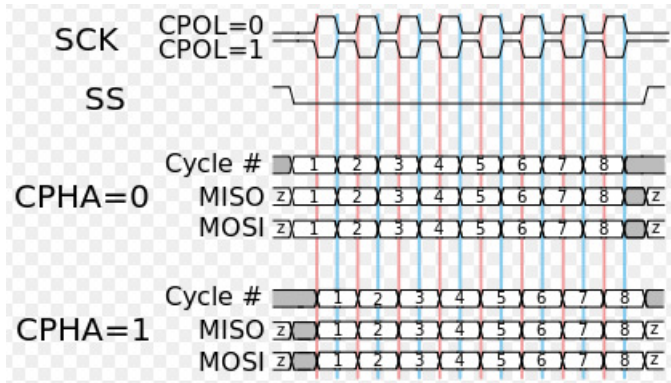 SCK CPOL=0
CPOL=1
SS
Cycle # 1 2 3 4 5 6 7 8
CPHA=0 MISO z 1 2 3 4 5 6 7 8 z
MOSI z 1 2 3 4 5 6 7 8 z
Cycle # 1 2 3 4 5 6 7 8
CPHA=1 MISO z 1 2 3 4 5 6 7 8 z
MOSI z 1 2 3 4 5 6 7 8 z